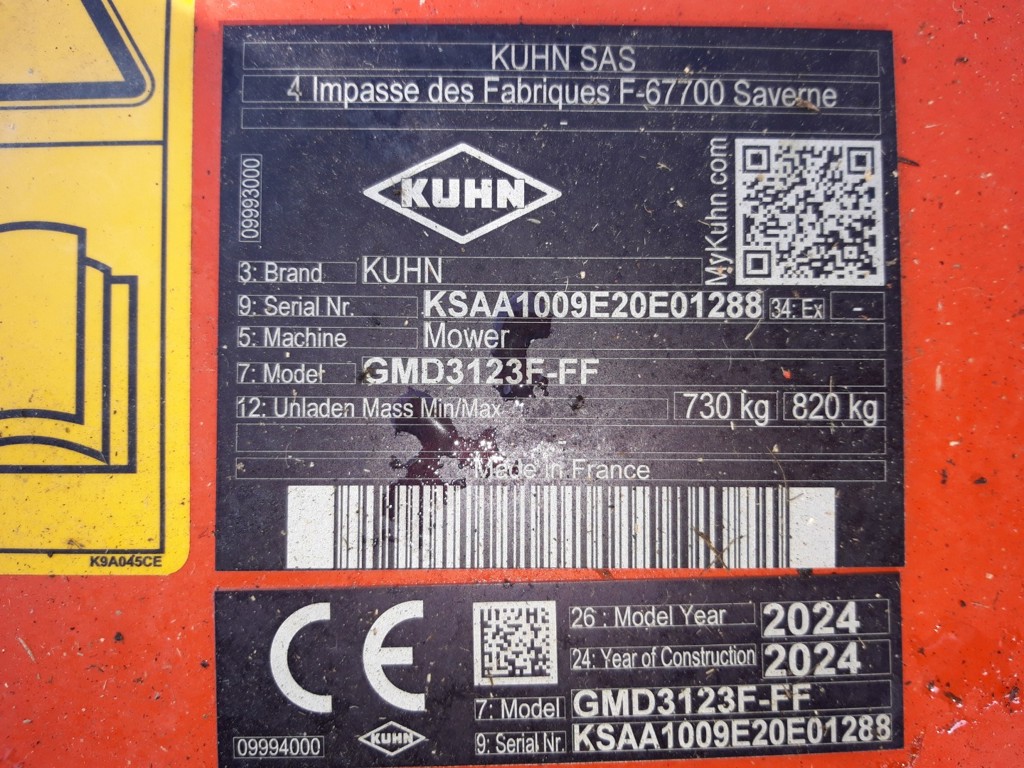 KUHN SAS
4 Impasse des Fabriques F-67700 Saverne
-
09993000
KUHN
MyKuhn.com
3: Brand KUHN
9: Serial Nr. KSAA1009E20E01288 34: Ex -
5: Machine Mower
7: Model GMD3123F-FF
12: Unladen Mass Min/Max 730 kg 820 kg
-
Made in France
K9A045CE
CE
26 : Model Year 2024
24: Year of Construction 2024
7: Model GMD3123F-FF
09994000 KUHN 9: Serial Nr. KSAA1009E20E01288